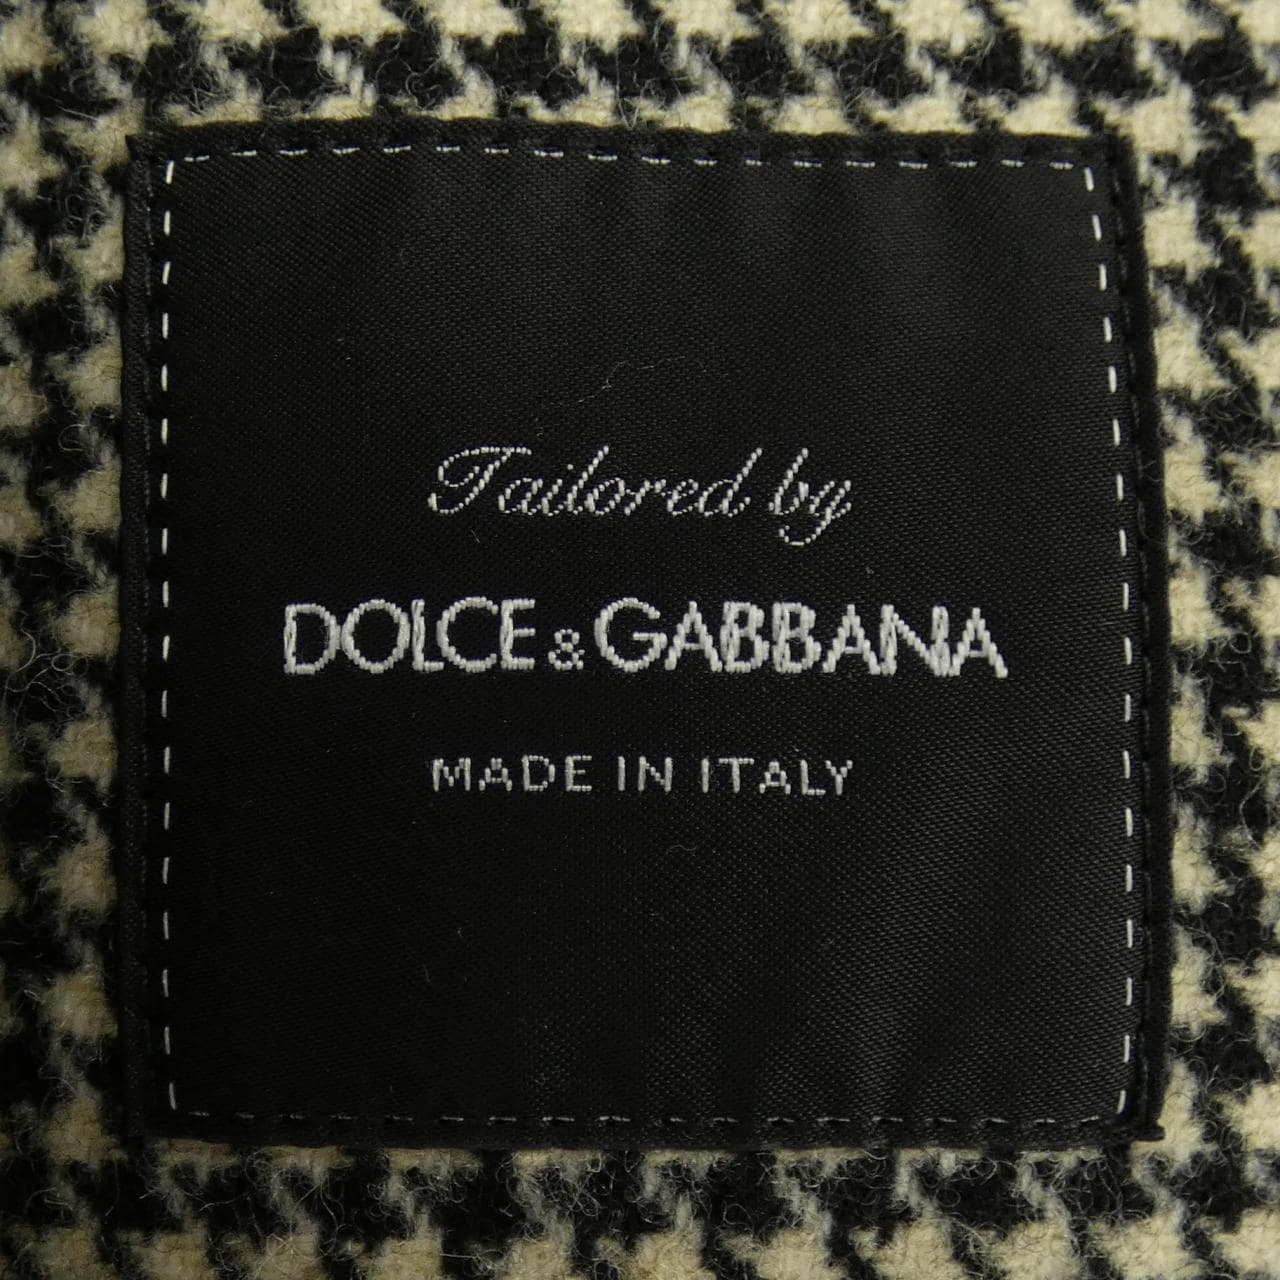 Tailored by
DOLCE & GABBANA
MADE IN ITALY